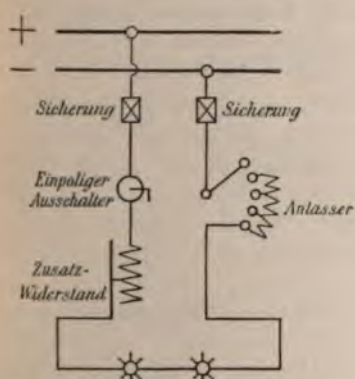 +
−
Sicherung
Sicherung
Einpoliger
Ausschalter
Anlasser
Zusatz-
Widerstand